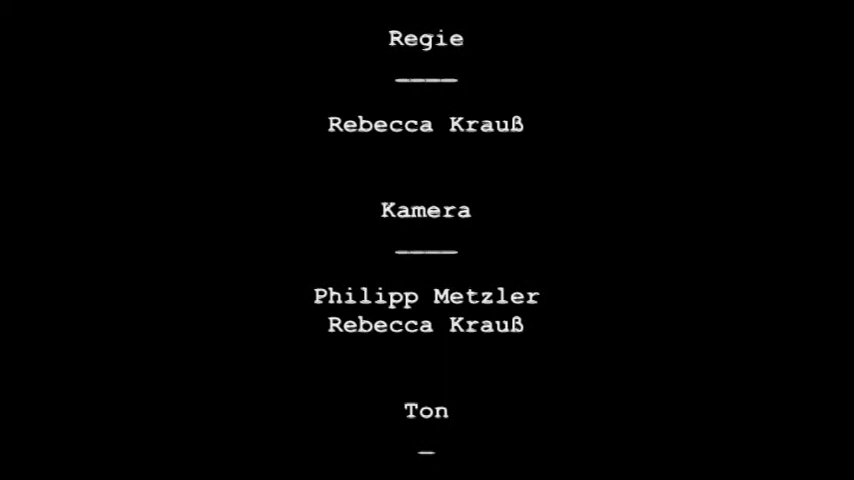 Regie
————
Rebecca Krauß
Kamera
————
Philipp Metzler
Rebecca Krauß
Ton
—